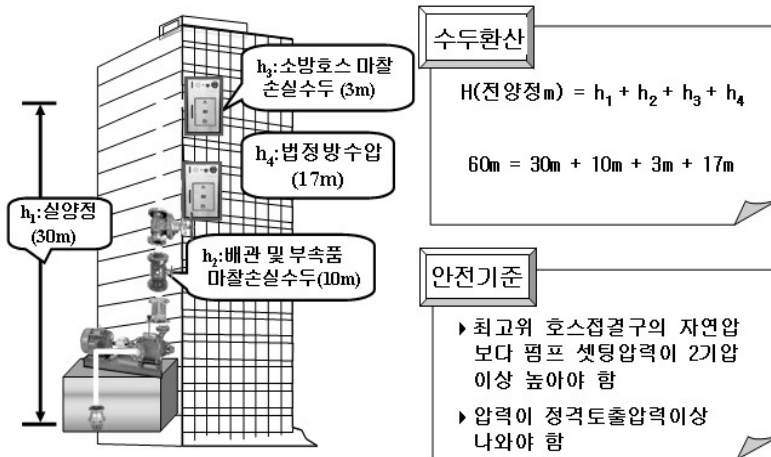 h₃:소방호스 마찰
손실수두 (3m)
h₄:법정방수압
(17m)
h₁:실양정
(30m)
h₂:배관 및 부속품
마찰손실수두(10m)
수두환산
H(전양정m) = h₁ + h₂ + h₃ + h₄
60m = 30m + 10m + 3m + 17m
안전기준
▶ 최고위 호스접결구의 자연압
보다 펌프 셋팅압력이 2기압
이상 높아야 함
▶ 압력이 정격토출압력이상
나와야 함